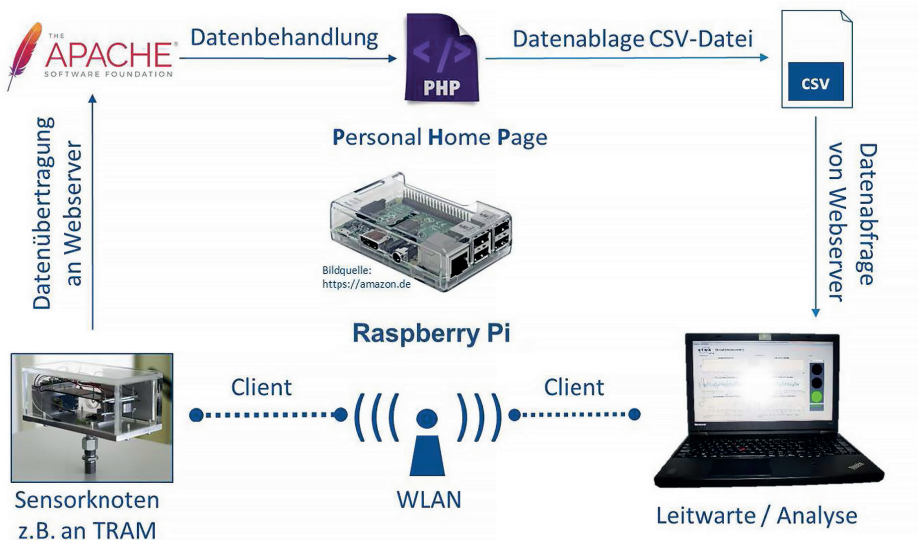 THE
APACHE®
SOFTWARE FOUNDATION
Datenbehandlung
PHP
Datenablage CSV-Datei
CSV
Personal Home Page
Datenübertragung
an Webserver
Datenabfrage
von Webserver
Bildquelle:
https://amazon.de
Raspberry Pi
Client
Client
WLAN
Sensorknoten
z.B. an TRAM
Leitwarte / Analyse